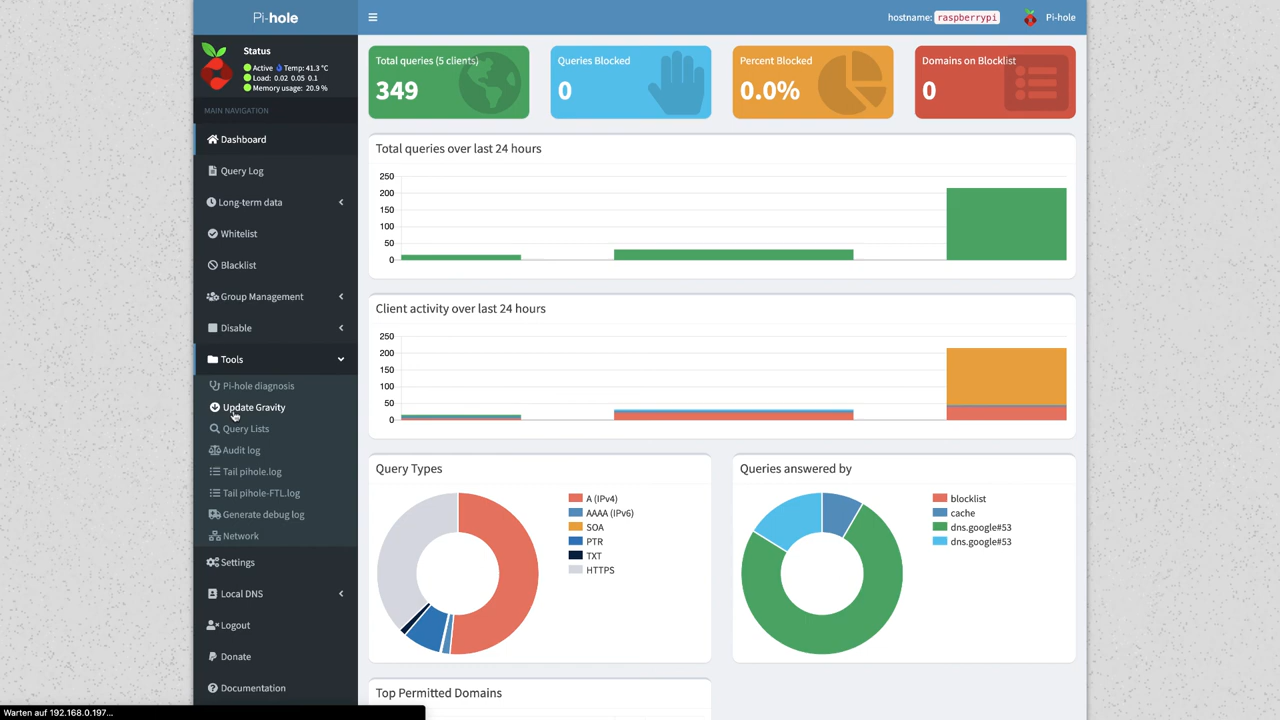 Pi-hole
hostname: raspberrypi
Pi-hole
Status
Active Temp: 41.3 °C
Load: 0.02 0.05 0.1
Memory usage: 20.9 %
MAIN NAVIGATION
Dashboard
Query Log
Long-term data
Whitelist
Blacklist
Group Management
Disable
Tools
Pi-hole diagnosis
Update Gravity
Query Lists
Audit log
Tail pihole.log
Tail pihole-FTL.log
Generate debug log
Network
Settings
Local DNS
Logout
Donate
Documentation
Total queries (5 clients)
349
Queries Blocked
0
Percent Blocked
0.0%
Domains on Blocklist
0
Total queries over last 24 hours
250
200
150
100
50
0
Client activity over last 24 hours
250
200
150
100
50
0
Query Types
A (IPv4)
AAAA (IPv6)
SOA
PTR
TXT
HTTPS
Queries answered by
blocklist
cache
dns.google#53
dns.google#53
Top Permitted Domains
Warten auf 192.168.0.197...